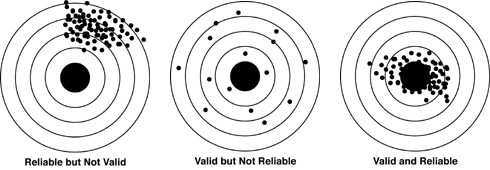 Reliable but Not Valid
Valid but Not Reliable
Valid and Reliable